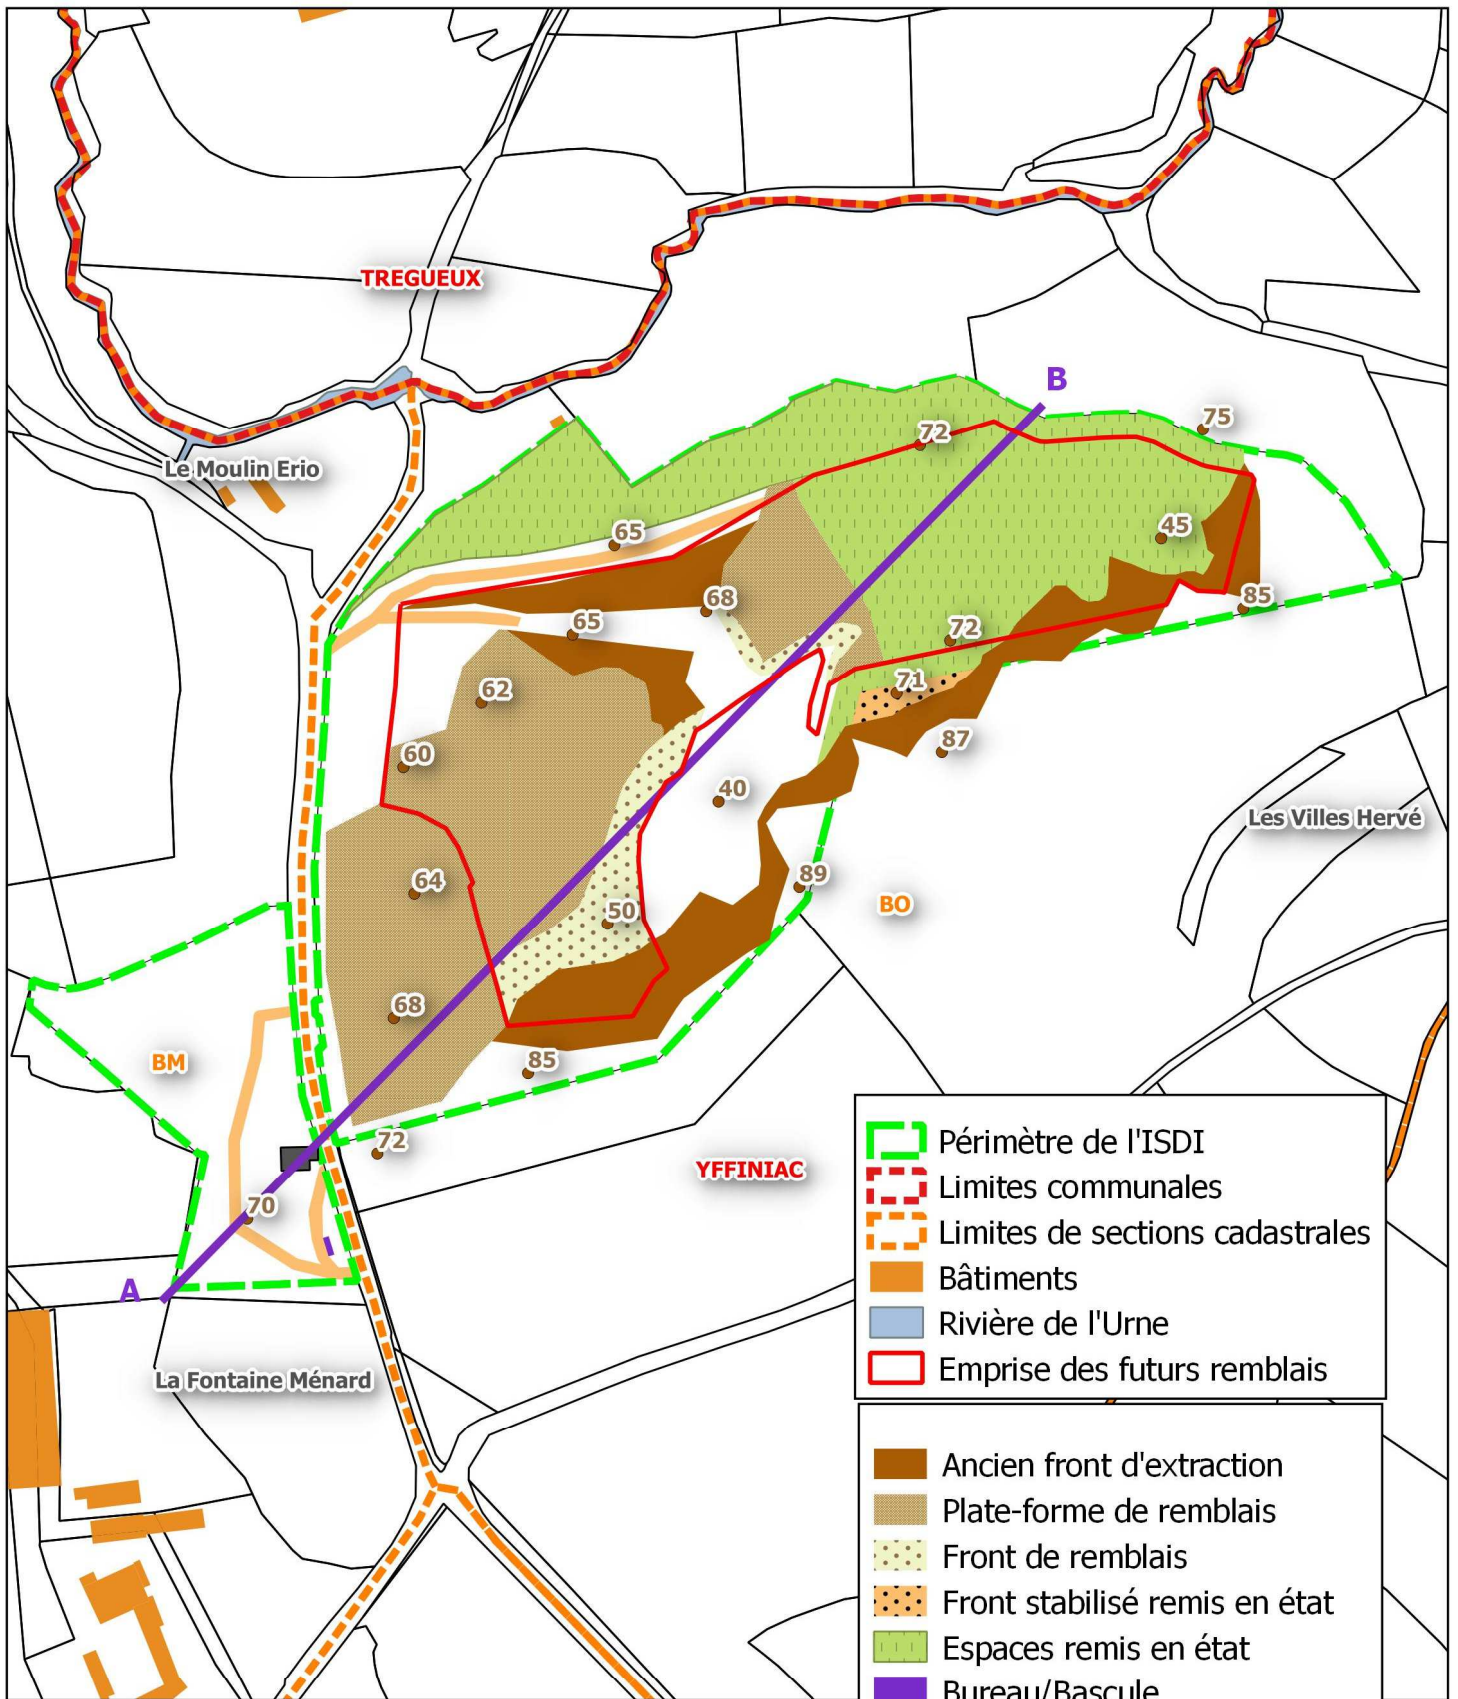 TREGUEUX
B
75
72
Le Moulin Erio
65
45
85
68
65
72
71
62
87
60
40
Les Villes Hervé
89
64
BO
50
68
BM
85
72
YFFINIAC
70
A
La Fontaine Ménard
Périmètre de l'ISDI
Limites communales
Limites de sections cadastrales
Bâtiments
Rivière de l'Urne
Emprise des futurs remblais
Ancien front d'extraction
Plate-forme de remblais
Front de remblais
Front stabilisé remis en état
Espaces remis en état
Bureau/Bascule